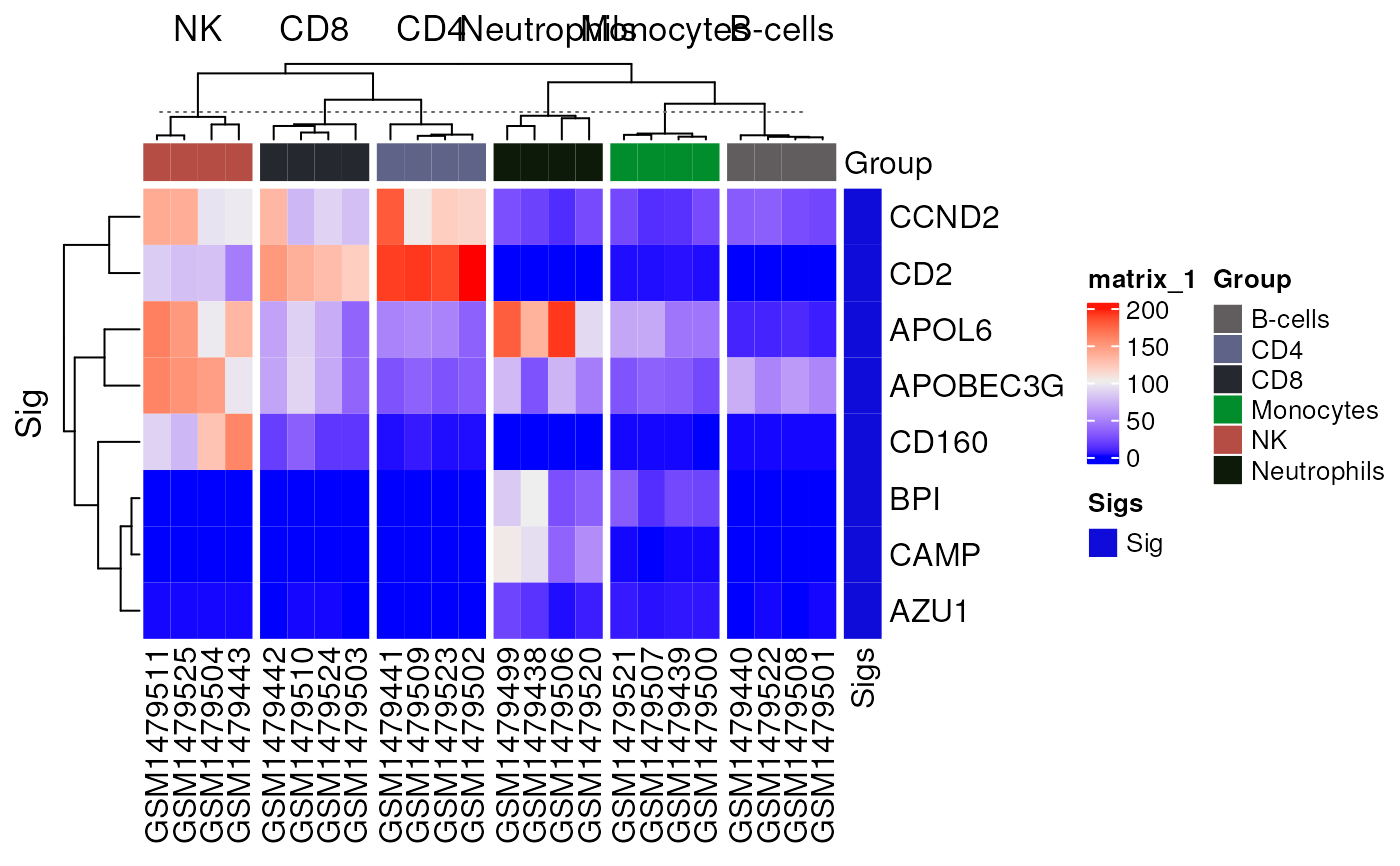 NK
CD8
CD4
Neutrophils
Monocytes
B-cells
Group
CCND2
CD2
APOL6
APOBEC3G
CD160
BPI
CAMP
AZU1
Sig
GSM1479511
GSM1479525
GSM1479504
GSM1479443
GSM1479442
GSM1479510
GSM1479524
GSM1479503
GSM1479441
GSM1479509
GSM1479523
GSM1479502
GSM1479499
GSM1479438
GSM1479506
GSM1479520
GSM1479521
GSM1479507
GSM1479439
GSM1479500
GSM1479440
GSM1479522
GSM1479508
GSM1479501
Sigs
matrix_1
200
150
100
50
0
Sigs
Sig
Group
B-cells
CD4
CD8
Monocytes
NK
Neutrophils